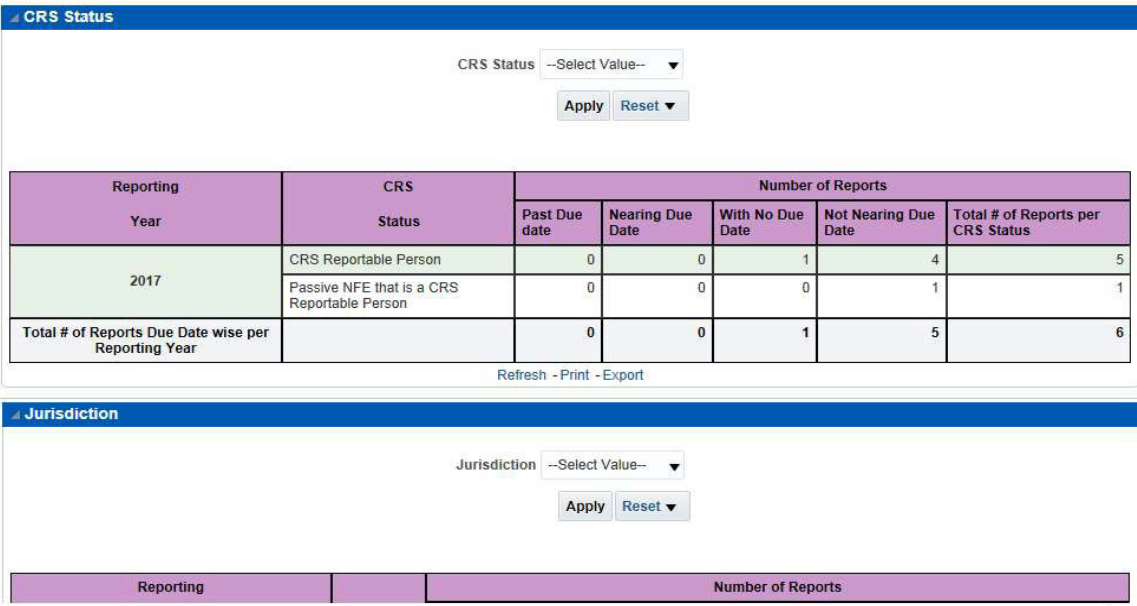 CRS Status
CRS Status --Select Value--
Apply Reset
Reporting Year CRS Status Number of Reports
Past Due date Nearing Due Date With No Due Date Not Nearing Due Date Total # of Reports per CRS Status
2017 CRS Reportable Person 0 0 1 4 5
Passive NFE that is a CRS Reportable Person 0 0 0 1 1
Total # of Reports Due Date wise per Reporting Year 0 0 1 5 6
Refresh - Print - Export
Jurisdiction
Jurisdiction --Select Value--
Apply Reset
Reporting Number of Reports